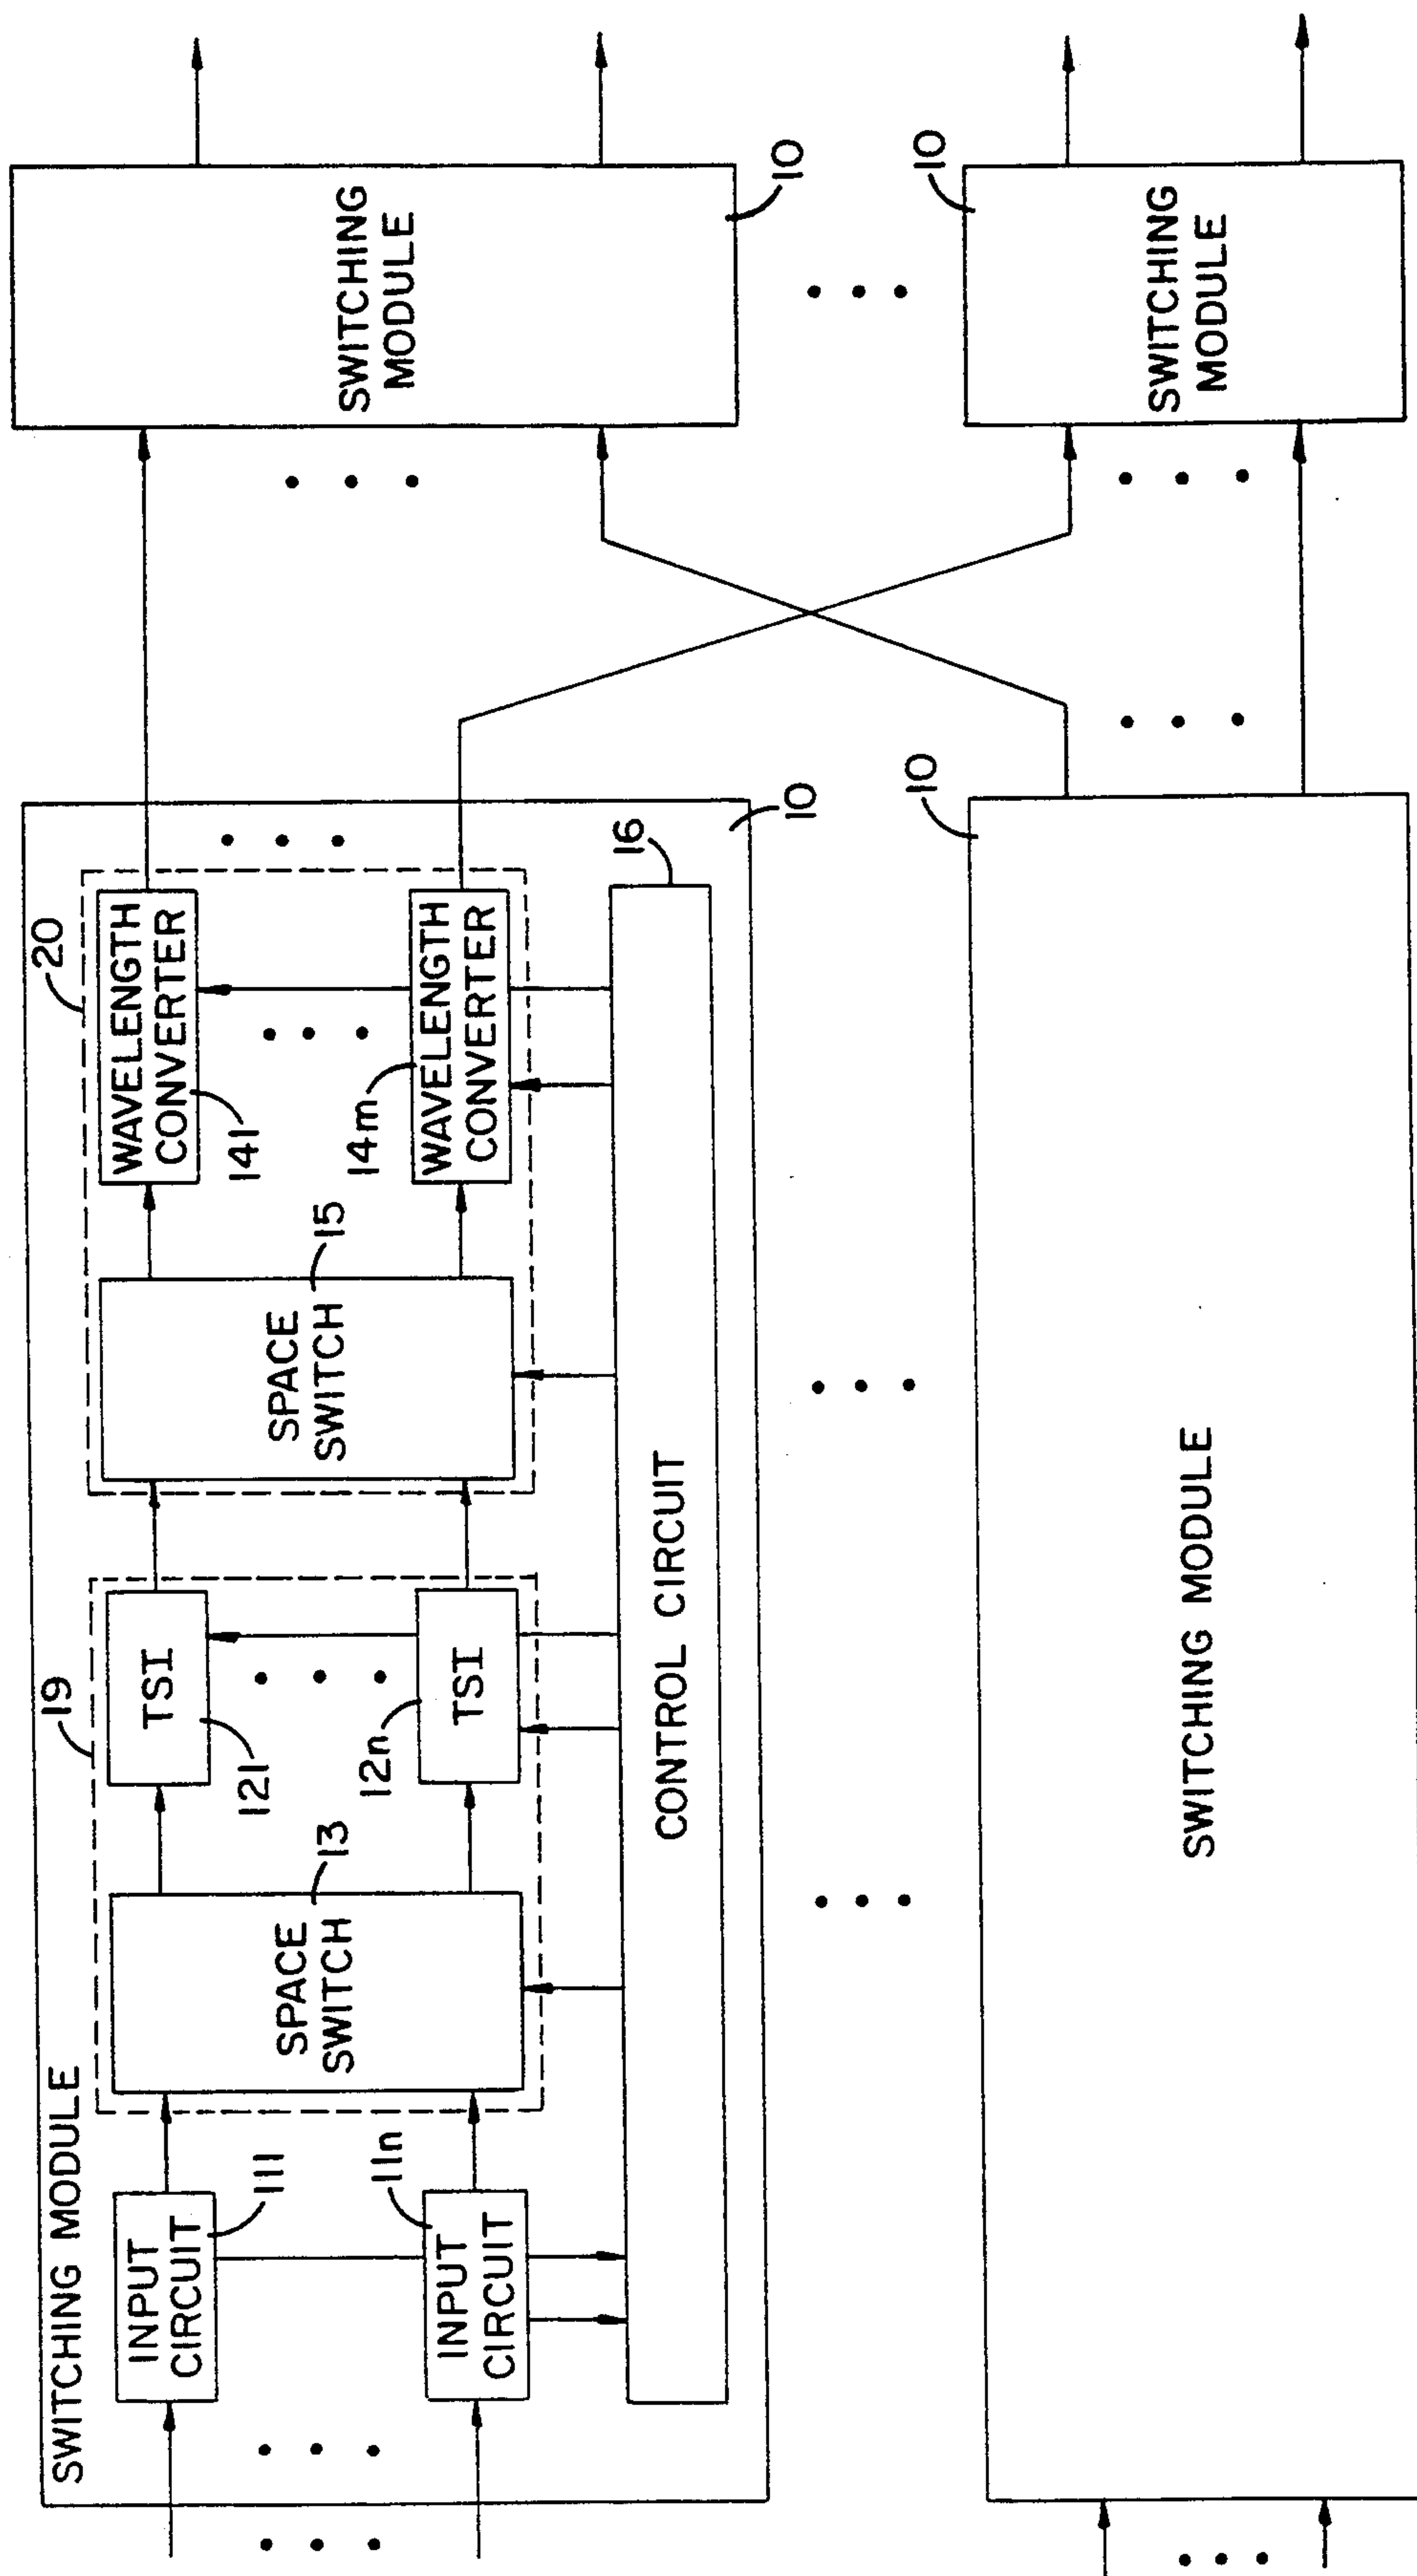 SWITCHING MODULE
19
20
INPUT
CIRCUIT
111
SPACE
SWITCH
13
TSI
121
SPACE
SWITCH
15
WAVELENGTH
CONVERTER
141
INPUT
CIRCUIT
11n
TSI
12n
WAVELENGTH
CONVERTER
14m
CONTROL CIRCUIT
16
10
SWITCHING
MODULE
10
SWITCHING MODULE
10
SWITCHING
MODULE
10